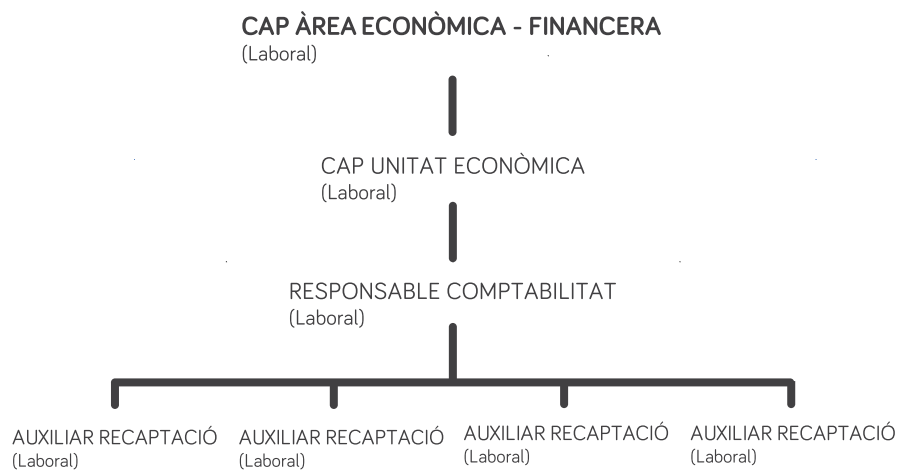 CAP ÀREA ECONÒMICA - FINANCERA
(Laboral)
CAP UNITAT ECONÒMICA
(Laboral)
RESPONSABLE COMPTABILITAT
(Laboral)
AUXILIAR RECAPTACIÓ
(Laboral)
AUXILIAR RECAPTACIÓ
(Laboral)
AUXILIAR RECAPTACIÓ
(Laboral)
AUXILIAR RECAPTACIÓ
(Laboral)